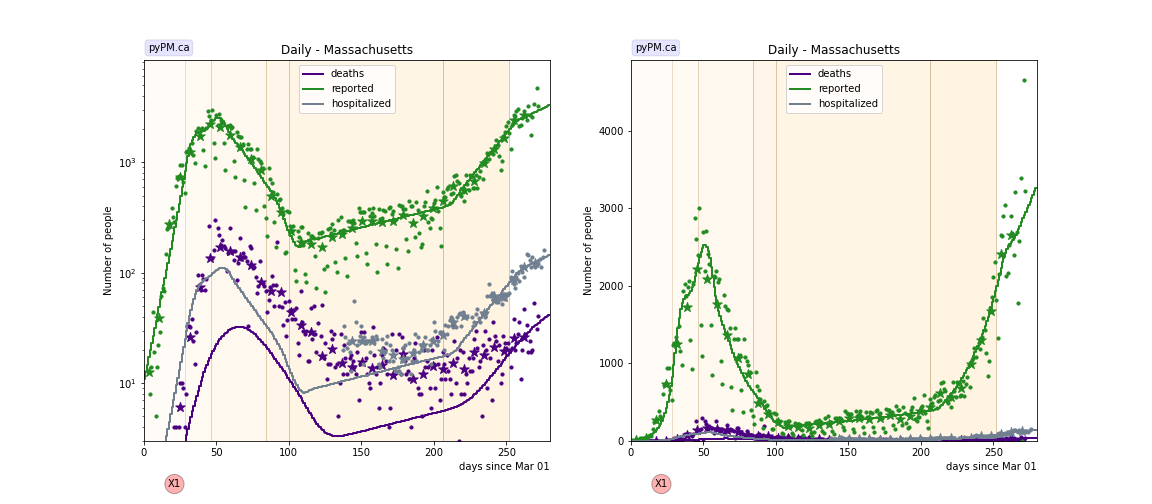 pyPM.ca
Daily - Massachusetts
deaths
reported
hospitalized
Number of people
10³
10²
10¹
0
50
100
150
200
250
days since Mar 01
X1
pyPM.ca
Daily - Massachusetts
deaths
reported
hospitalized
Number of people
4000
3000
2000
1000
0
0
50
100
150
200
250
days since Mar 01
X1